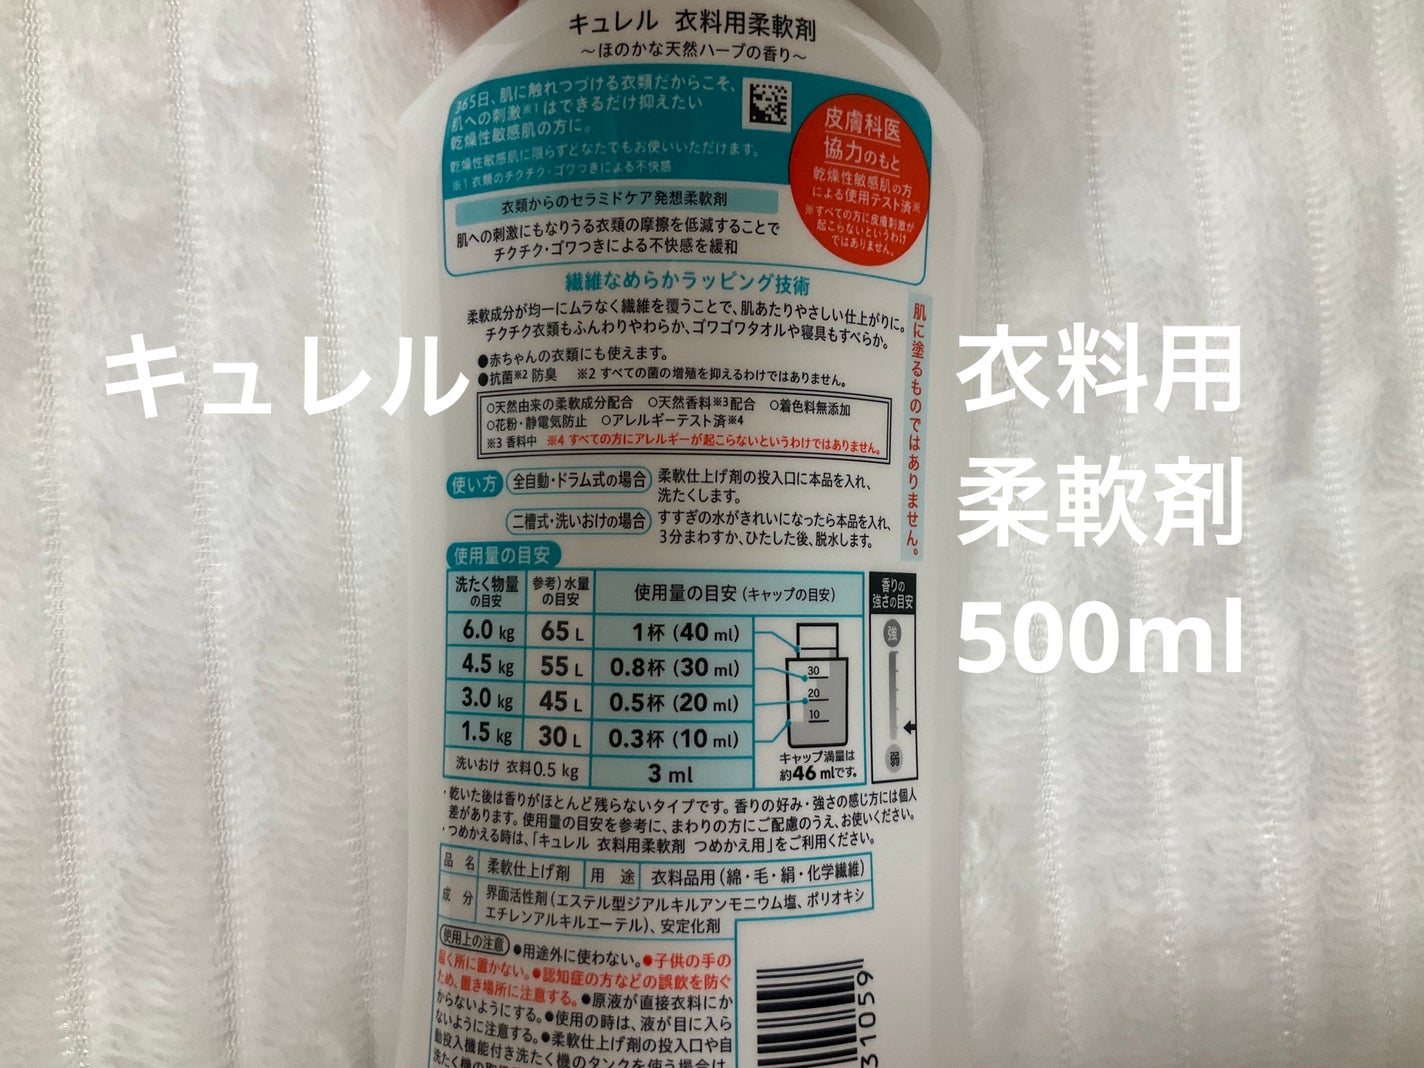 キュレル 衣料用柔軟剤
～ほのかな天然ハーブの香り～
365日、肌に触れつづける衣類だからこそ、
肌への刺激※1はできるだけ抑えたい
乾燥性敏感肌の方に。
乾燥性敏感肌に限らずどなたでもお使いいただけます。
※1 衣類のチクチク・ゴワつきによる不快感
皮膚科医
協力のもと
乾燥性敏感肌の方
による使用テスト済※
※すべての方に皮膚刺激が
起こらないというわけ
ではありません。
衣類からのセラミドケア発想柔軟剤
肌への刺激にもなりうる衣類の摩擦を低減することで
チクチク・ゴワつきによる不快感を緩和
繊維なめらかラッピング技術
柔軟成分が均一にムラなく繊維を覆うことで、肌あたりやさしい仕上がりに。
チクチク衣類もふんわりやわらか、ゴワゴワタオルや寝具もすべらか。
●赤ちゃんの衣類にも使えます。
●抗菌※2 防臭 ※2 すべての菌の増殖を抑えるわけではありません。
○天然由来の柔軟成分配合 ○天然香料※3配合 ○着色料無添加
○花粉・静電気防止 ○アレルギーテスト済※4
※3 香料中 ※4 すべての方にアレルギーが起こらないというわけではありません。
肌に塗るものではありません。
キュレル
衣料用
柔軟剤
500ml
使い方 全自動・ドラム式の場合 柔軟仕上げ剤の投入口に本品を入れ、
洗たくします。
二槽式・洗いおけの場合 すすぎの水がきれいになったら本品を入れ、
3分まわすか、ひたした後、脱水します。
使用量の目安
洗たく物量の目安 参考)水量の目安 使用量の目安(キャップの目安)
6.0 kg 65 L 1杯 (40 ml)
4.5 kg 55 L 0.8杯 (30 ml)
3.0 kg 45 L 0.5杯 (20 ml)
1.5 kg 30 L 0.3杯 (10 ml)
洗いおけ 衣料0.5 kg 3 ml
30
20
10
キャップ満量は
約46 mlです。
香りの
強さの目安
強
弱
・乾いた後は香りがほとんど残らないタイプです。香りの好み・強さの感じ方には個人
差があります。使用量の目安を参考に、まわりの方にご配慮のうえ、お使いください。
・つめかえる時は、「キュレル 衣料用柔軟剤 つめかえ用」をご利用ください。
品名 柔軟仕上げ剤 用途 衣料品用(綿・毛・絹・化学繊維)
成分 界面活性剤(エステル型ジアルキルアンモニウム塩、ポリオキシ
エチレンアルキルエーテル)、安定化剤
使用上の注意 ●用途外に使わない。●子供の手の
届く所に置かない。●認知症の方などの誤飲を防ぐ
ため、置き場所に注意する。●原液が直接衣料にか
からないようにする。●使用の時は、液が目に入ら
ないように注意する。●柔軟仕上げ剤の投入口や自
動投入機能付き洗たく機のタンクを使う場合は、
31059